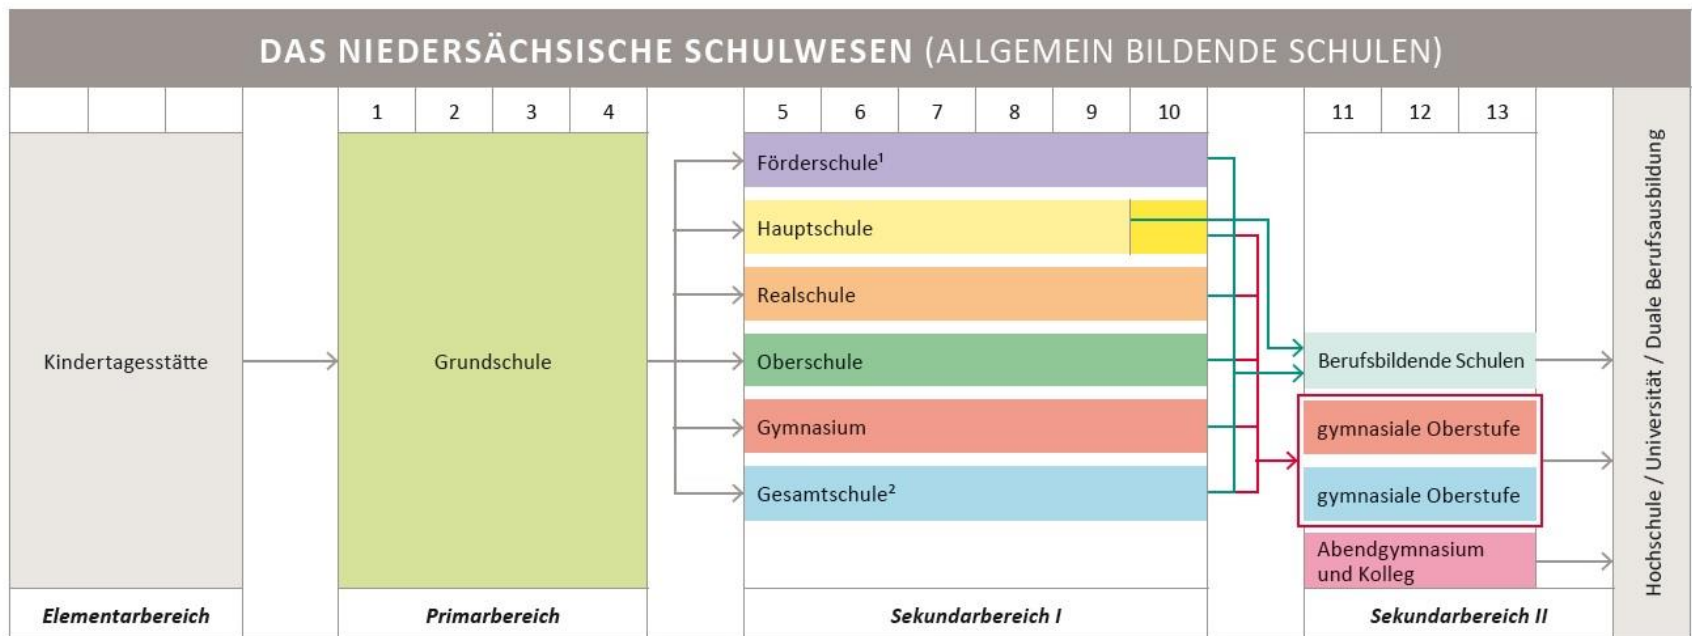 DAS NIEDERSÄCHSISCHE SCHULWESEN (ALLGEMEIN BILDENDE SCHULEN)
1 2 3 4 5 6 7 8 9 10 11 12 13
Kindertagesstätte
Grundschule
Förderschule¹
Hauptschule
Realschule
Oberschule
Gymnasium
Gesamtschule²
Berufsbildende Schulen
gymnasiale Oberstufe
gymnasiale Oberstufe
Abendgymnasium
und Kolleg
Hochschule / Universität / Duale Berufsausbildung
Elementarbereich
Primarbereich
Sekundarbereich I
Sekundarbereich II